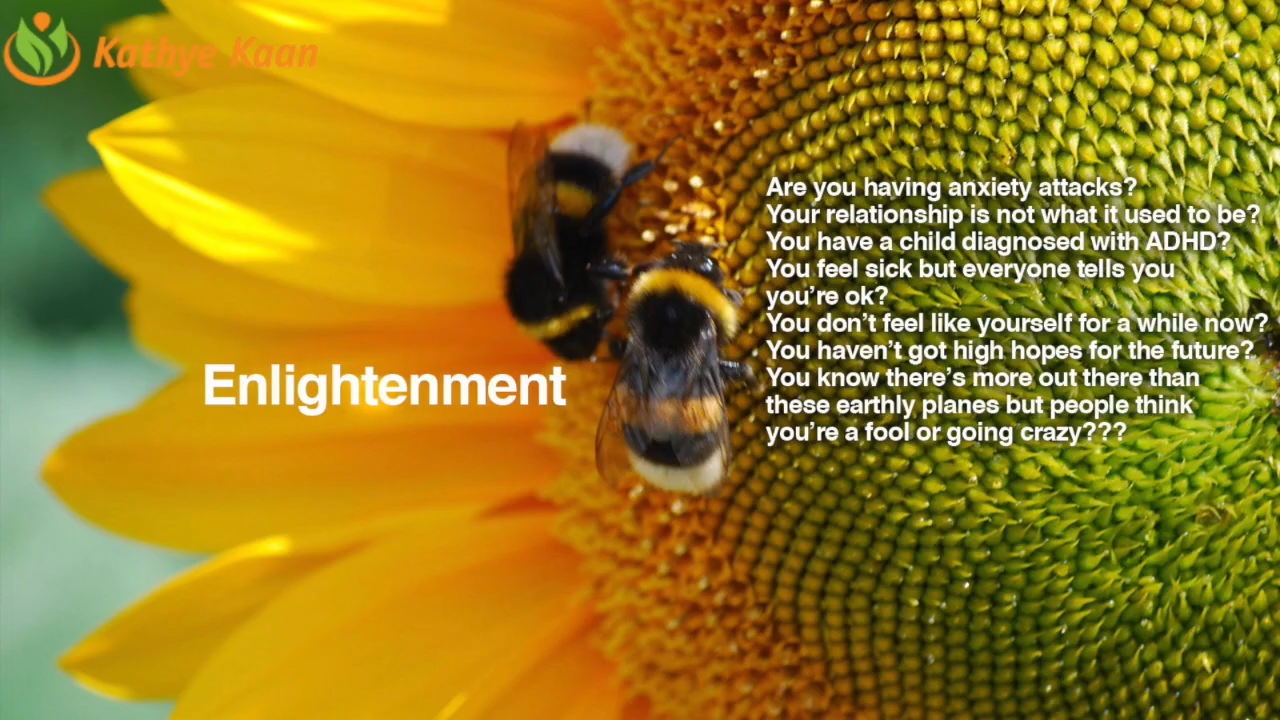 Kathye Kaan
Enlightenment
Are you having anxiety attacks?
Your relationship is not what it used to be?
You have a child diagnosed with ADHD?
You feel sick but everyone tells you
you’re ok?
You don’t feel like yourself for a while now?
You haven’t got high hopes for the future?
You know there’s more out there than
these earthly planes but people think
you’re a fool or going crazy???